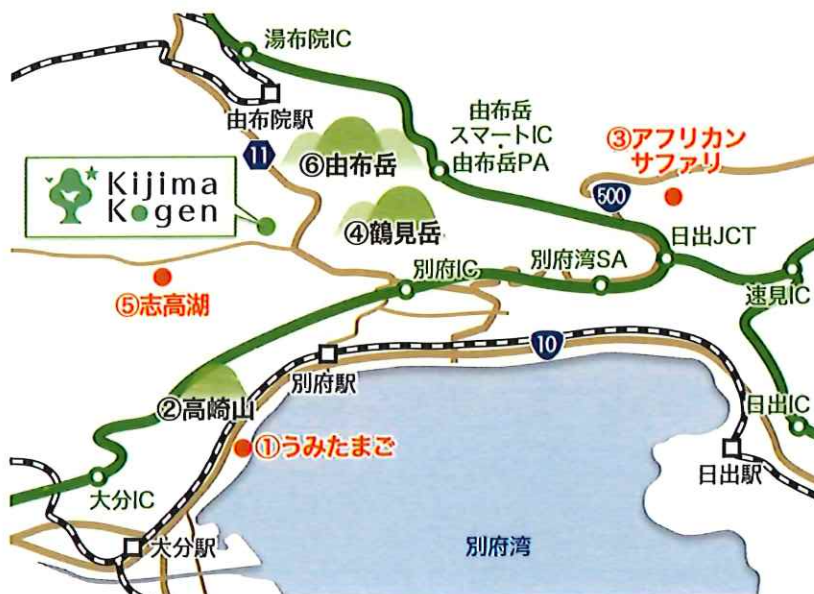 湯布院IC
由布院駅
11
⑥由布岳
由布岳
スマートIC
・
由布岳PA
③アフリカン
サファリ
500
Kijima
Kogen
④鶴見岳
日出JCT
別府IC
別府湾SA
速見IC
⑤志高湖
10
別府駅
②高崎山
日出IC
①うみたまご
日出駅
大分IC
大分駅
別府湾